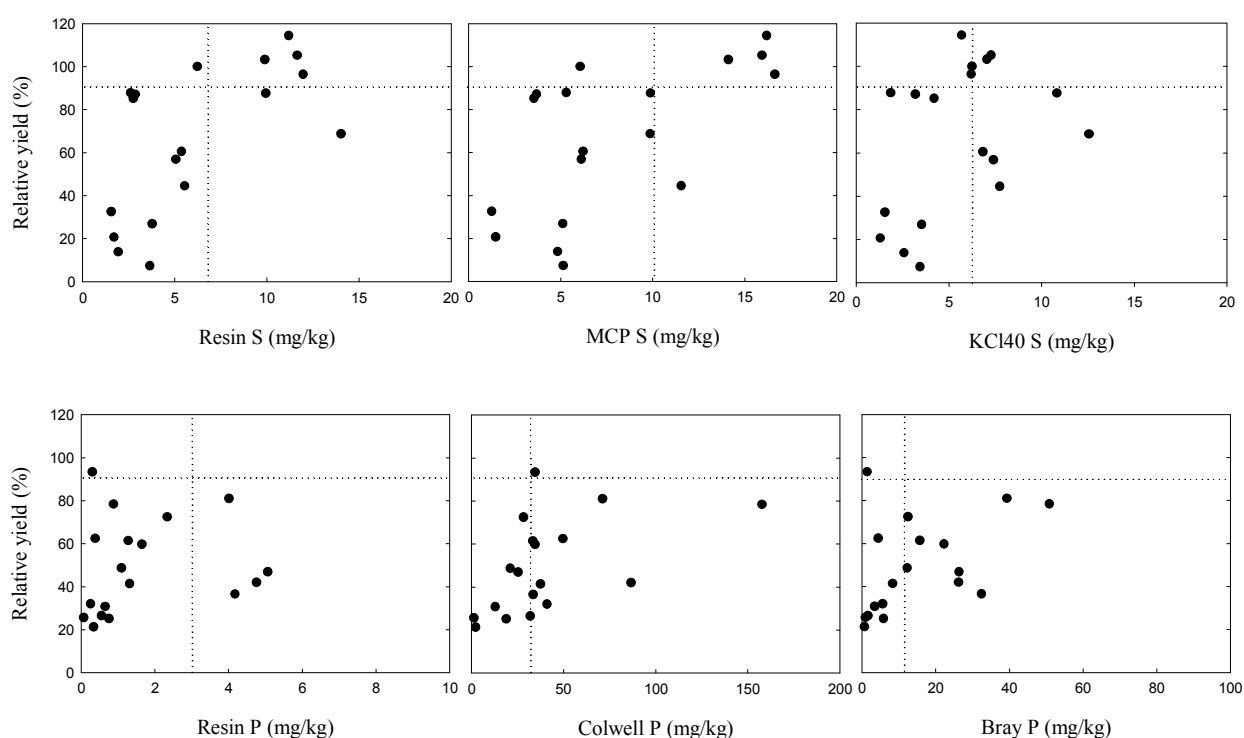 120
100
80
60
40
20
0
Relative yield (%)
0 5 10 15 20
0 5 10 15 20
0 5 10 15 20
Resin S (mg/kg)
MCP S (mg/kg)
KCl40 S (mg/kg)
120
100
80
60
40
20
0
Relative yield (%)
0 2 4 6 8 10
0 50 100 150 200
0 20 40 60 80 100
Resin P (mg/kg)
Colwell P (mg/kg)
Bray P (mg/kg)